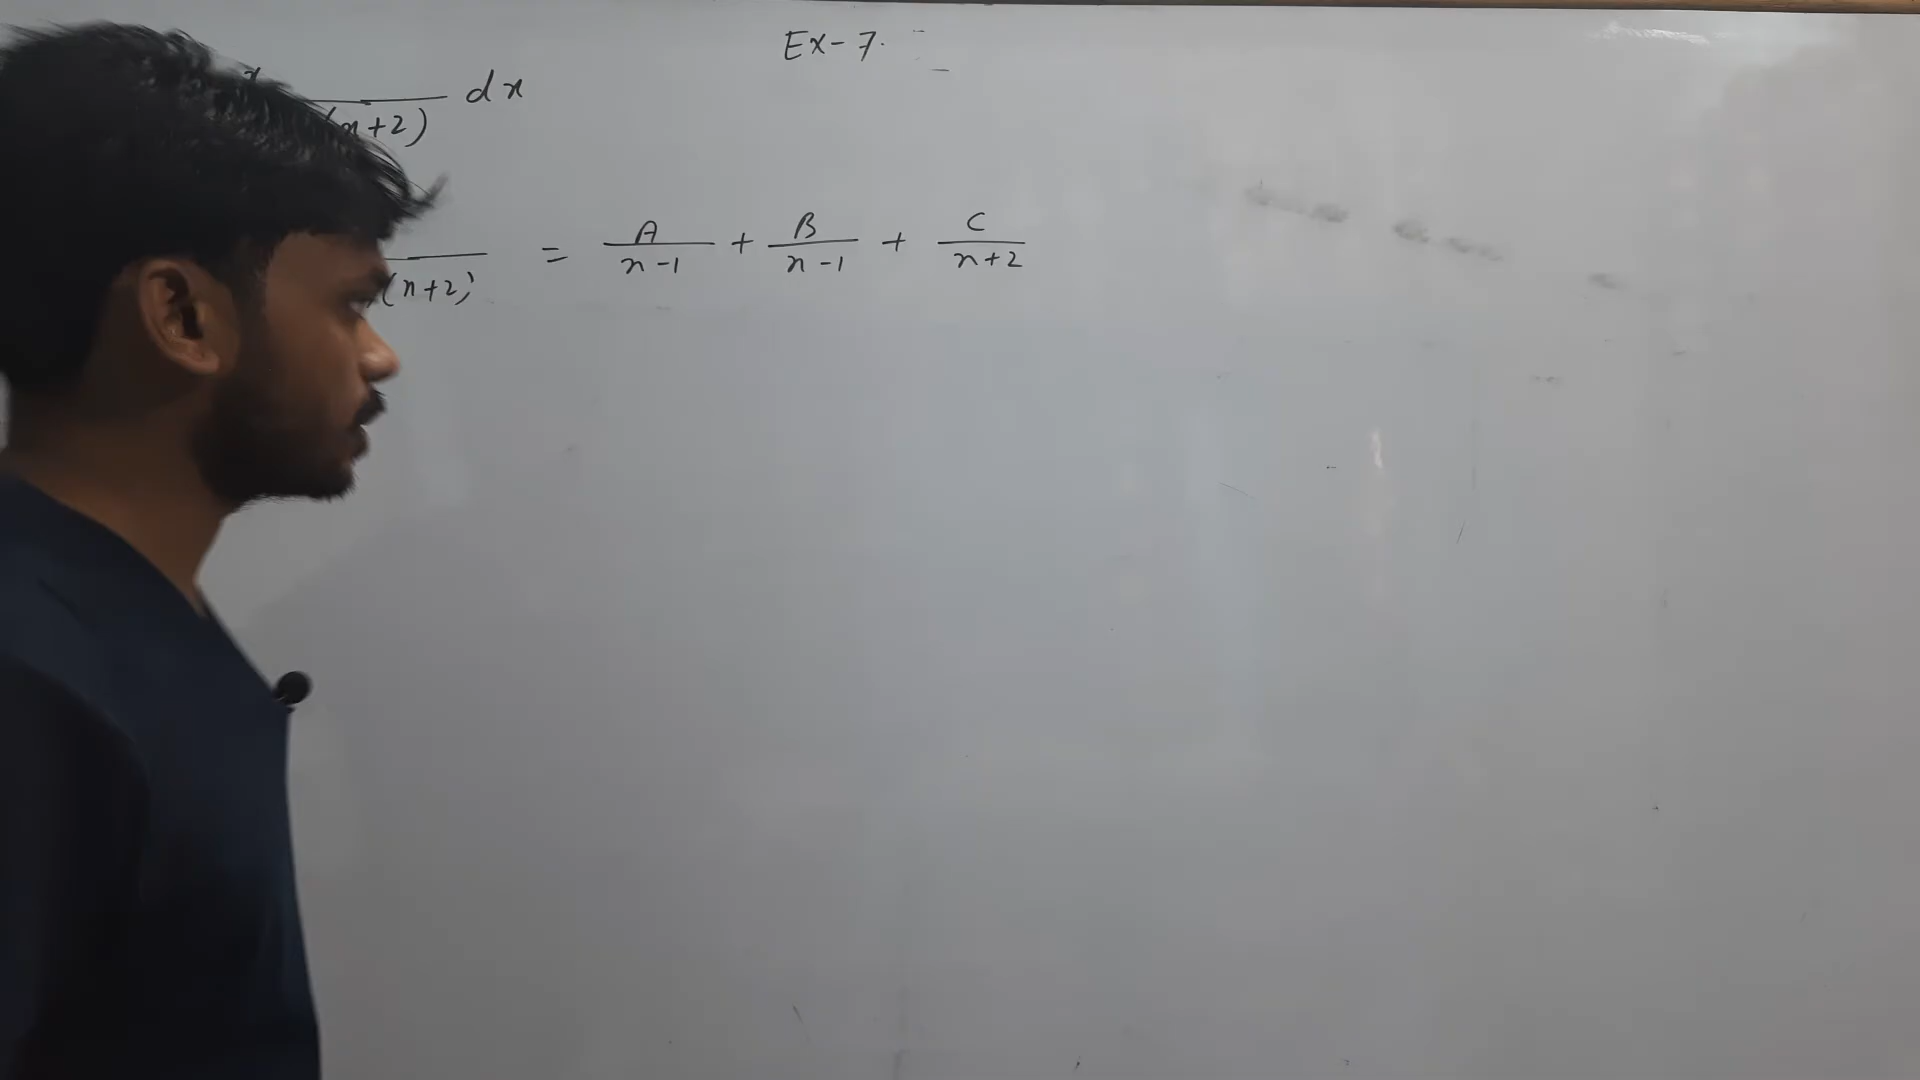 Ex-7.
x
(x+2) dx
(x+2) = A/(x-1) + B/(x-1) + C/(x+2)